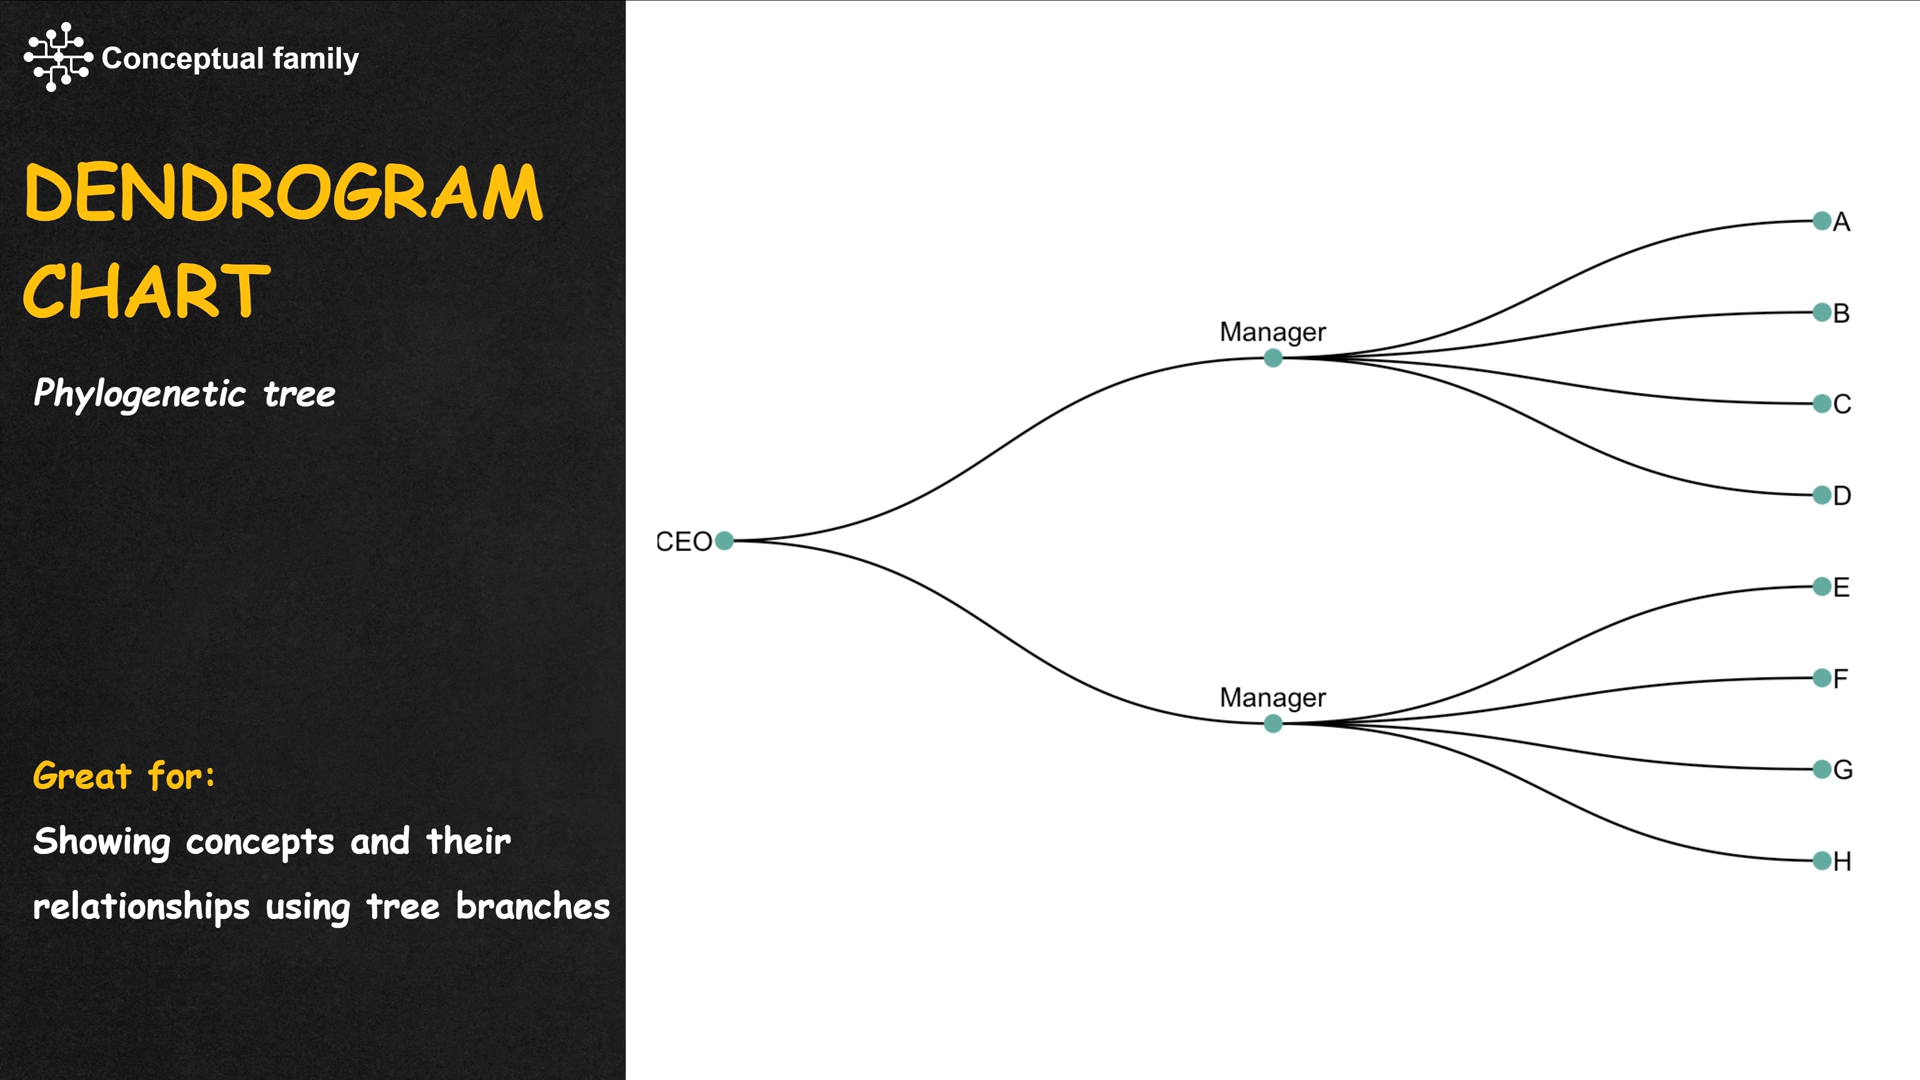 Conceptual family
DENDROGRAM
CHART
Phylogenetic tree
Great for:
Showing concepts and their
relationships using tree branches
CEO
Manager
A
B
C
D
Manager
E
F
G
H